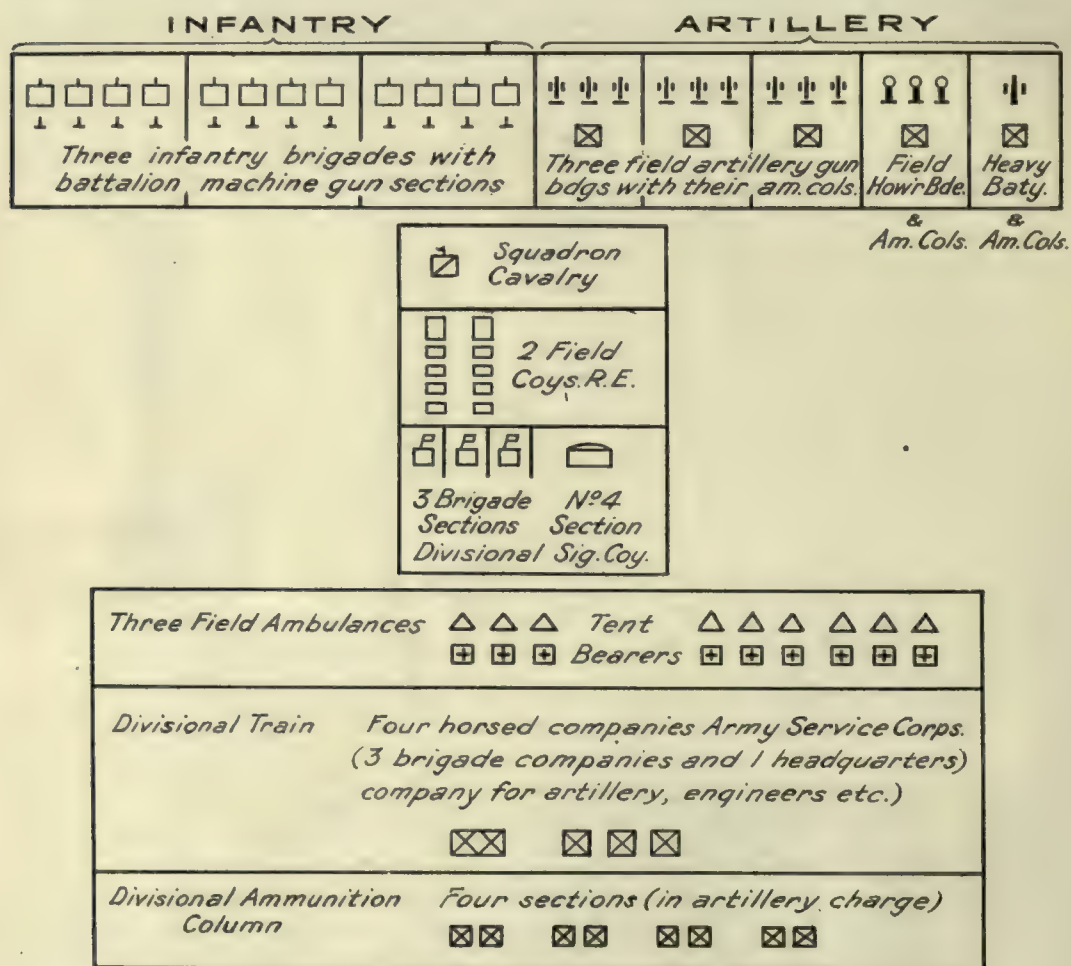 INFANTRY
ARTILLERY
Three infantry brigades with
battalion machine gun sections
Three field artillery gun
bdgs with their am. cols.
Field
How'r Bde.
& 
Am. Cols.
Heavy
Baty.
&
Am. Cols.
Squadron
Cavalry
2 Field
Coys. R.E.
3 Brigade
Sections
Nº 4
Section
Divisional Sig. Coy.
Three Field Ambulances
Tent
Bearers
Divisional Train
Four horsed companies Army Service Corps.
(3 brigade companies and 1 headquarters)
company for artillery, engineers etc.)
Divisional Ammunition
Column
Four sections (in artillery charge)